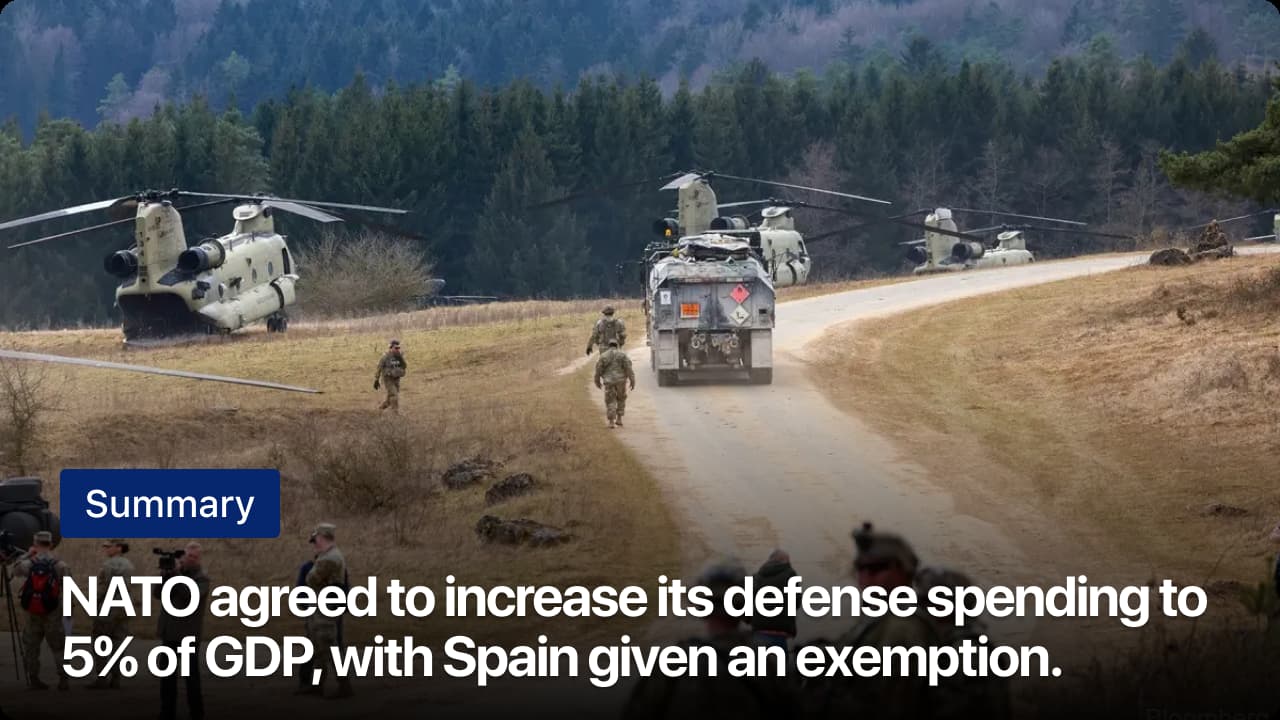 Summary
NATO agreed to increase its defense spending to
5% of GDP, with Spain given an exemption.